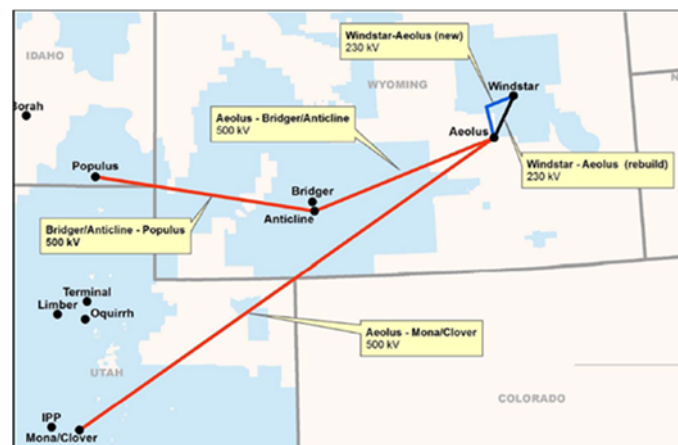 Windstar-Aeolus (new)
230 kV
IDAHO
WYOMING
N
Windstar
Borah
Aeolus - Bridger/Anticline
500 kV
Aeolus
Populus
Windstar - Aeolus (rebuild)
230 kV
Bridger
Anticline
Bridger/Anticline - Populus
500 kV
Terminal
Limber
Oquirrh
Aeolus - Mona/Clover
500 kV
UTAH
COLORADO
IPP
Mona/Clover